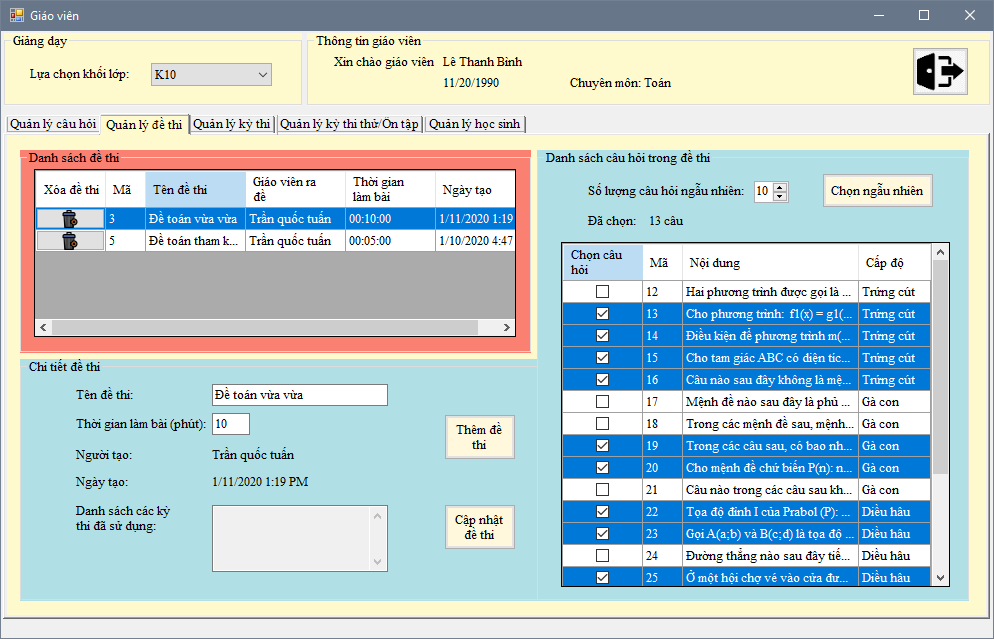 Giáo viên
Giảng dạy
Lựa chọn khối lớp:
K10
Thông tin giáo viên
Xin chào giáo viên Lê Thanh Bình
11/20/1990
Chuyên môn: Toán
Quản lý câu hỏi
Quản lý đề thi
Quản lý kỳ thi
Quản lý kỳ thi thử/Ôn tập
Quản lý học sinh
Danh sách đề thi
Xóa đề thi Mã Tên đề thi Giáo viên ra đề Thời gian làm bài Ngày tạo
3 Đề toán vừa vừa Trần quốc tuấn 00:10:00 1/11/2020 1:19
5 Đề toán tham k... Trần quốc tuấn 00:05:00 1/10/2020 4:47
Chi tiết đề thi
Tên đề thi: Đề toán vừa vừa
Thời gian làm bài (phút): 10
Người tạo: Trần quốc tuấn
Ngày tạo: 1/11/2020 1:19 PM
Danh sách các kỳ
thi đã sử dụng:
Thêm đề
thi
Cập nhật
đề thi
Danh sách câu hỏi trong đề thi
Số lượng câu hỏi ngẫu nhiên: 10
Chọn ngẫu nhiên
Đã chọn: 13 câu
Chọn câu hỏi Mã Nội dung Cấp độ
12 Hai phương trình được gọi là ... Trứng cút
13 Cho phương trình: f1(x) = g1(... Trứng cút
14 Điều kiện để phương trình m(... Trứng cút
15 Cho tam giác ABC có diện tíc... Trứng cút
16 Câu nào sau đây không là mệ... Trứng cút
17 Mệnh đề nào sau đây là phủ ... Gà con
18 Trong các mệnh đề sau, mệnh... Gà con
19 Trong các câu sau, có bao nh... Gà con
20 Cho mệnh đề chứ biến P(n): n... Gà con
21 Câu nào trong các câu sau kh... Gà con
22 Tọa độ đỉnh I của Prabol (P): ... Diều hâu
23 Gọi A(a;b) và B(c;d) là tọa độ ... Diều hâu
24 Đường thẳng nào sau đây tiế... Diều hâu
25 Ở một hội chợ vé vào cửa đư... Diều hâu